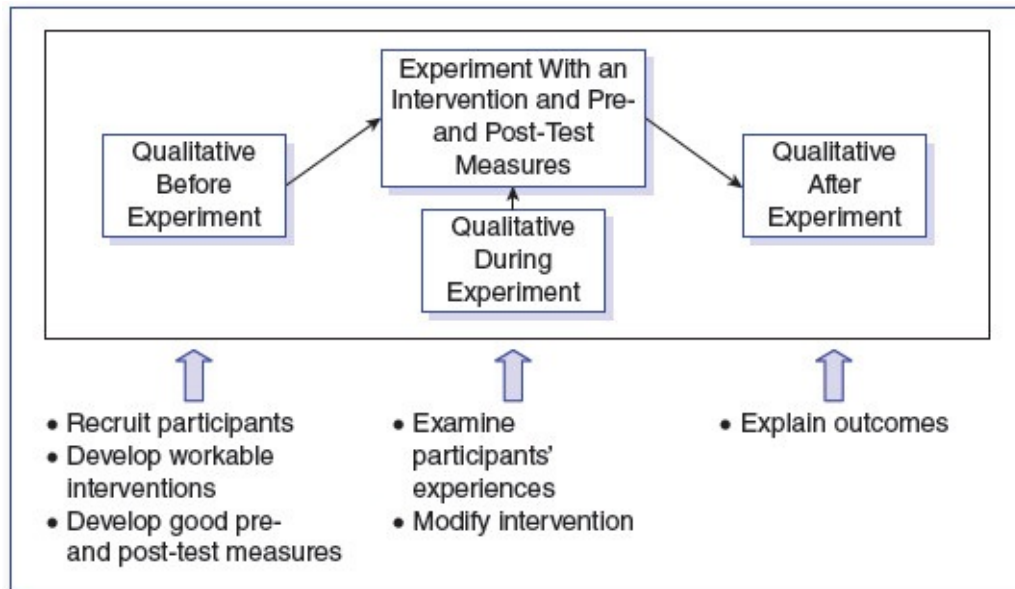 Experiment With an
Intervention and Pre-
and Post-Test
Measures
Qualitative
Before
Experiment
Qualitative
During
Experiment
Qualitative
After
Experiment
• Recruit participants
• Develop workable
interventions
• Develop good pre-
and post-test measures
• Examine
participants'
experiences
• Modify intervention
• Explain outcomes